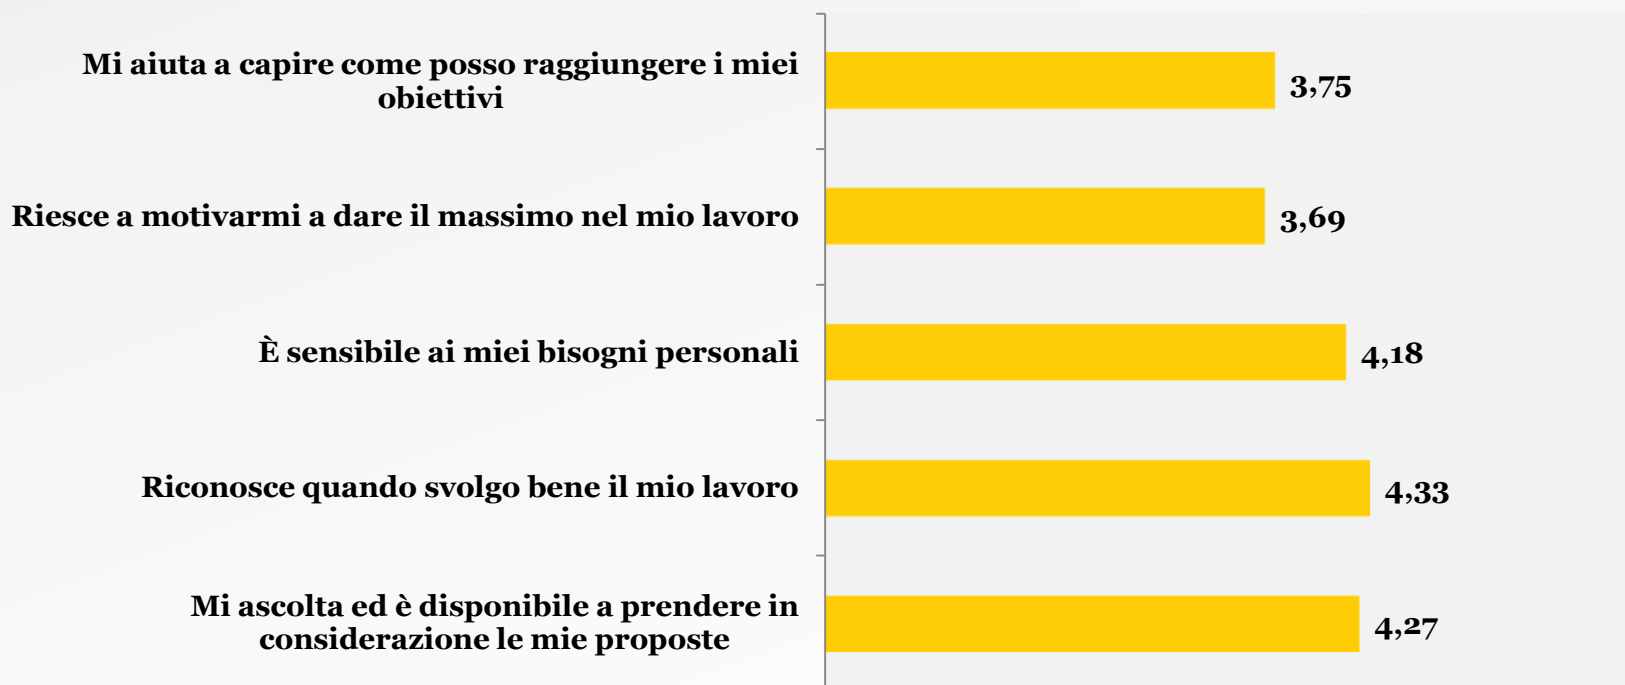 Mi aiuta a capire come posso raggiungere i miei
obiettivi
3,75
Riesce a motivarmi a dare il massimo nel mio lavoro
3,69
È sensibile ai miei bisogni personali
4,18
Riconosce quando svolgo bene il mio lavoro
4,33
Mi ascolta ed è disponibile a prendere in
considerazione le mie proposte
4,27